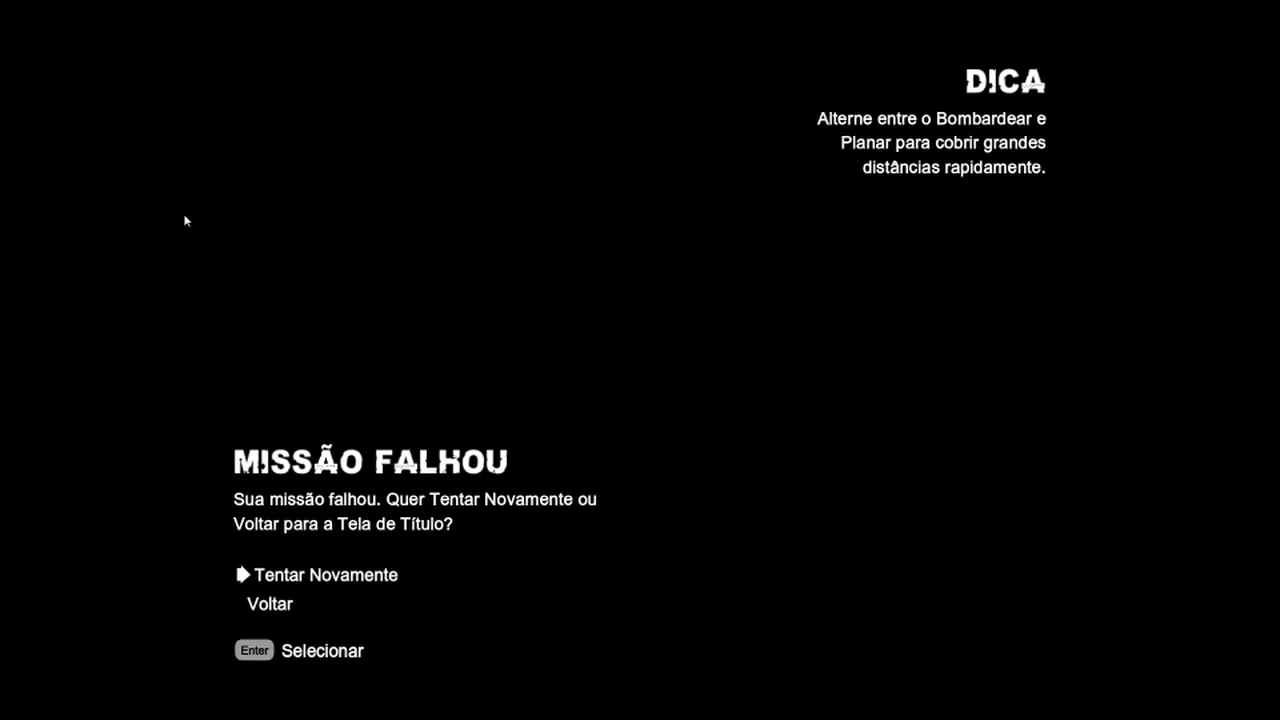 DICA
Alterne entre o Bombardear e
Planar para cobrir grandes
distâncias rapidamente.
MISSÃO FALHOU
Sua missão falhou. Quer Tentar Novamente ou
Voltar para a Tela de Título?
Tentar Novamente
Voltar
Enter Selecionar